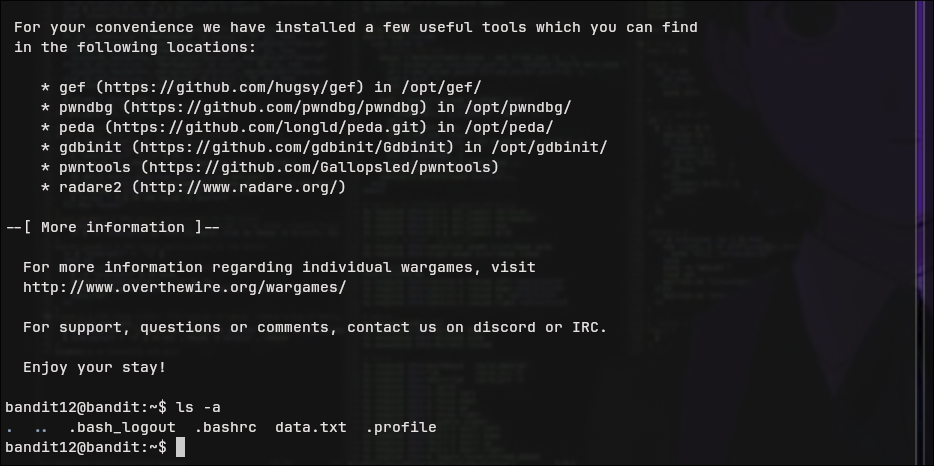 For your convenience we have installed a few useful tools which you can find
in the following locations:
* gef (https://github.com/hugsy/gef) in /opt/gef/
* pwndbg (https://github.com/pwndbg/pwndbg) in /opt/pwndbg/
* peda (https://github.com/longld/peda.git) in /opt/peda/
* gdbinit (https://github.com/gdbinit/Gdbinit) in /opt/gdbinit/
* pwntools (https://github.com/Gallopsled/pwntools)
* radare2 (http://www.radare.org/)
--[ More information ]--
For more information regarding individual wargames, visit
http://www.overthewire.org/wargames/
For support, questions or comments, contact us on discord or IRC.
Enjoy your stay!
bandit12@bandit:~$ ls -a
.  ..  .bash_logout  .bashrc  data.txt  .profile
bandit12@bandit:~$